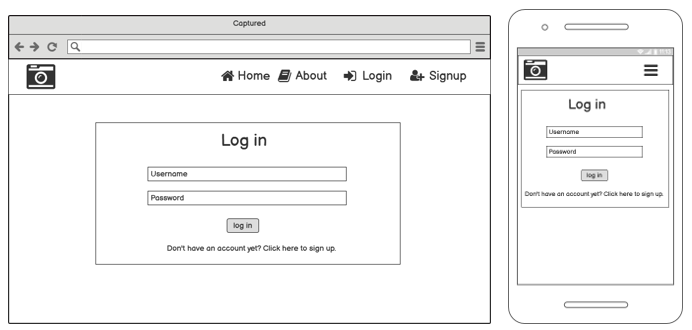 Captured
Home About Login Signup
Log in
Username
Password
log in
Don't have an account yet? Click here to sign up.
Log in
Username
Password
log in
Don't have an account yet? Click here to sign up.